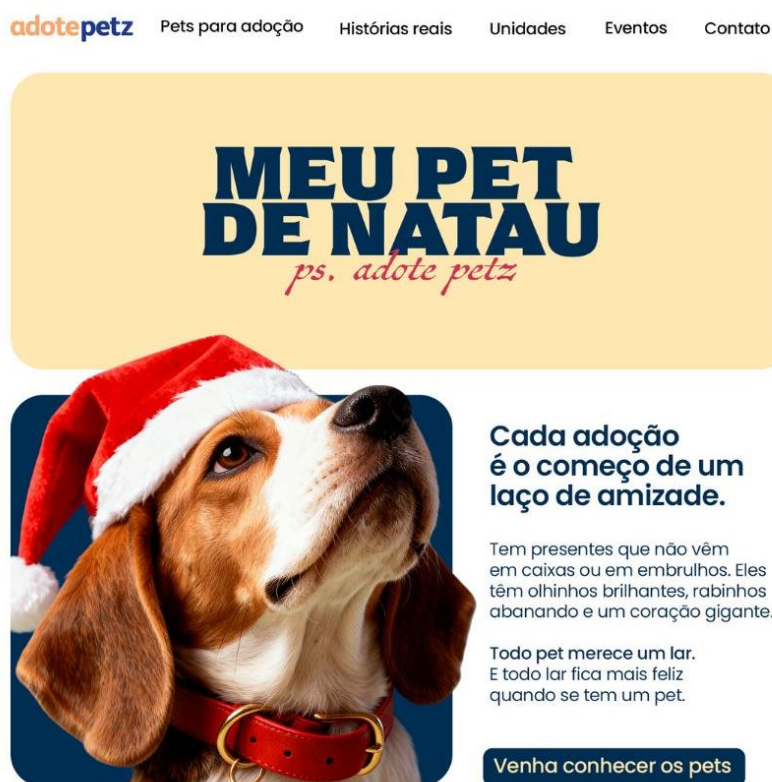 adotepetz Pets para adoção Histórias reais Unidades Eventos Contato
MEU PET
DE NATAU
ps. adote petz
Cada adoção
é o começo de um
laço de amizade.
Tem presentes que não vêm
em caixas ou em embrulhos. Eles
têm olhinhos brilhantes, rabinhos
abanando e um coração gigante.
Todo pet merece um lar.
E todo lar fica mais feliz
quando se tem um pet.
Venha conhecer os pets